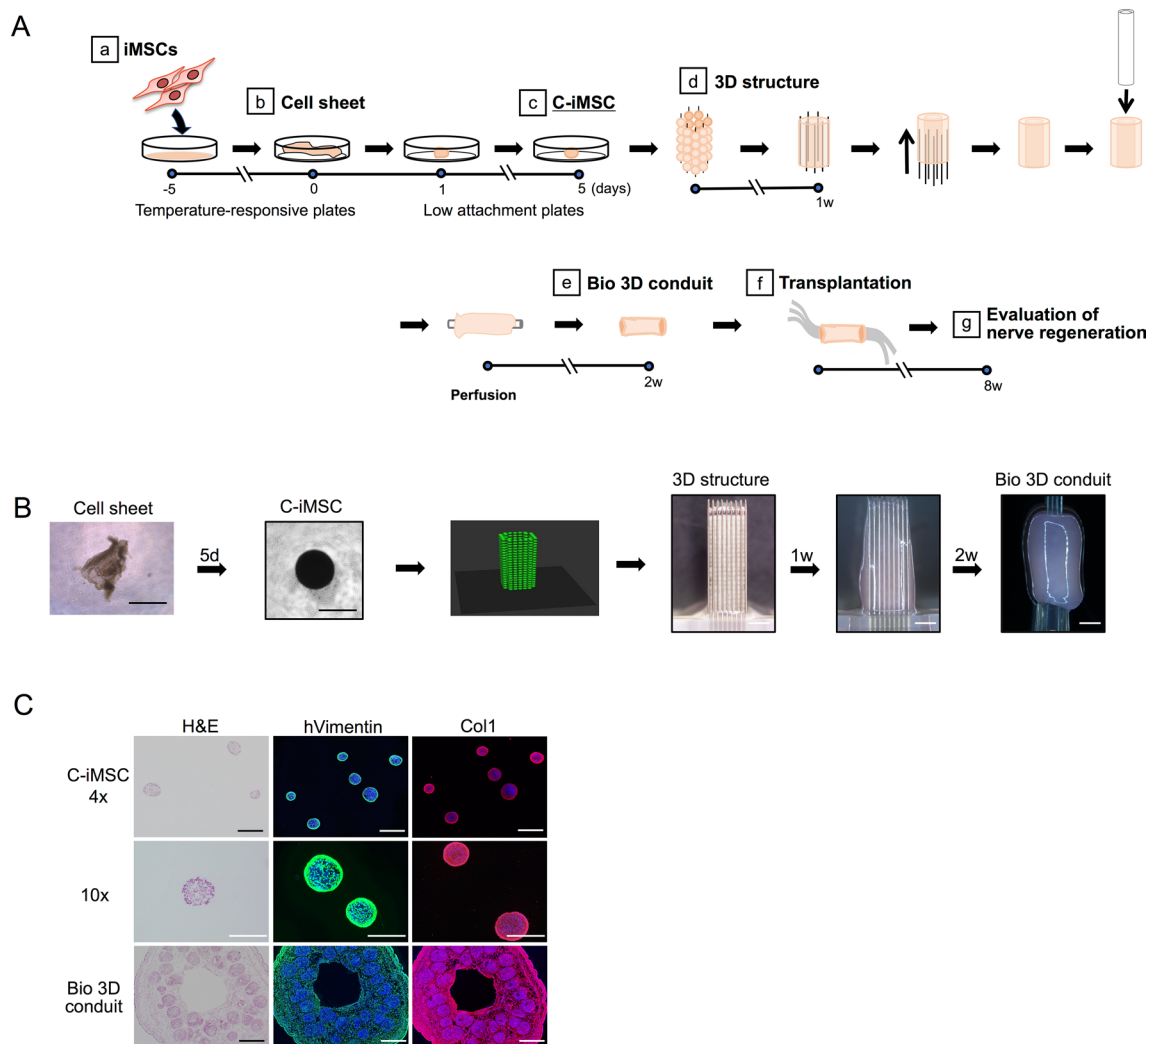 A
a iMSCs
b Cell sheet
c C-iMSC
d 3D structure
-5
0
1
5 (days)
1w
Temperature-responsive plates
Low attachment plates
e Bio 3D conduit
f Transplantation
g Evaluation of
nerve regeneration
2w
8w
Perfusion
B
Cell sheet
C-iMSC
3D structure
Bio 3D conduit
5d
1w
2w
C
H&E
hVimentin
Col1
C-iMSC
4x
10x
Bio 3D
conduit